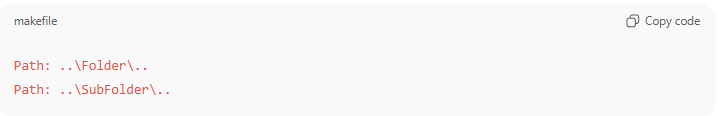 makefile
Copy code
Path: ..\Folder\..
Path: ..\SubFolder\..